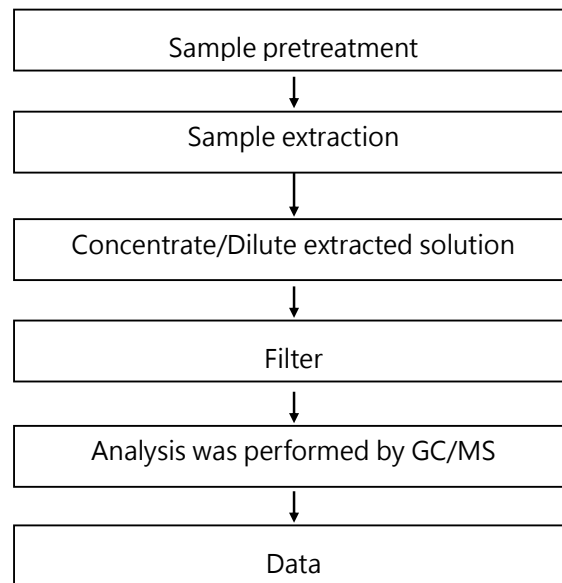 Sample pretreatment
Sample extraction
Concentrate/Dilute extracted solution
Filter
Analysis was performed by GC/MS
Data